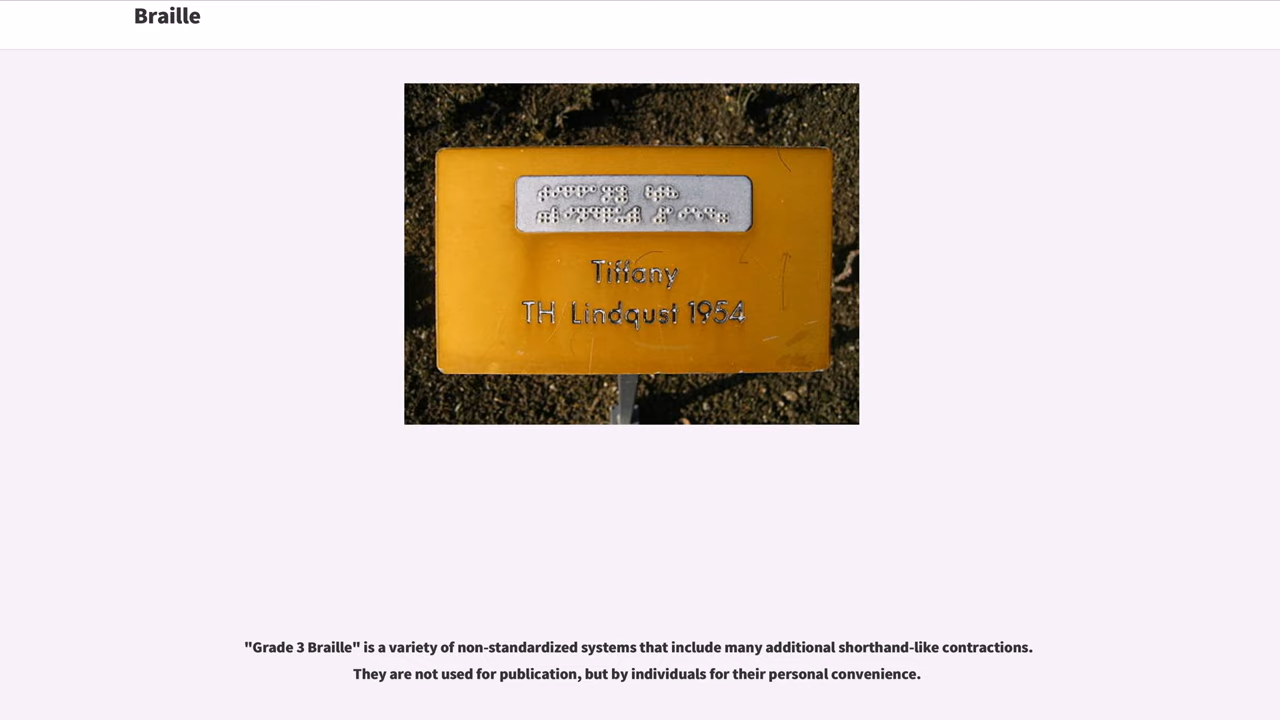 Braille
Tiffany
TH Lindqust 1954
"Grade 3 Braille" is a variety of non-standardized systems that include many additional shorthand-like contractions.
They are not used for publication, but by individuals for their personal convenience.